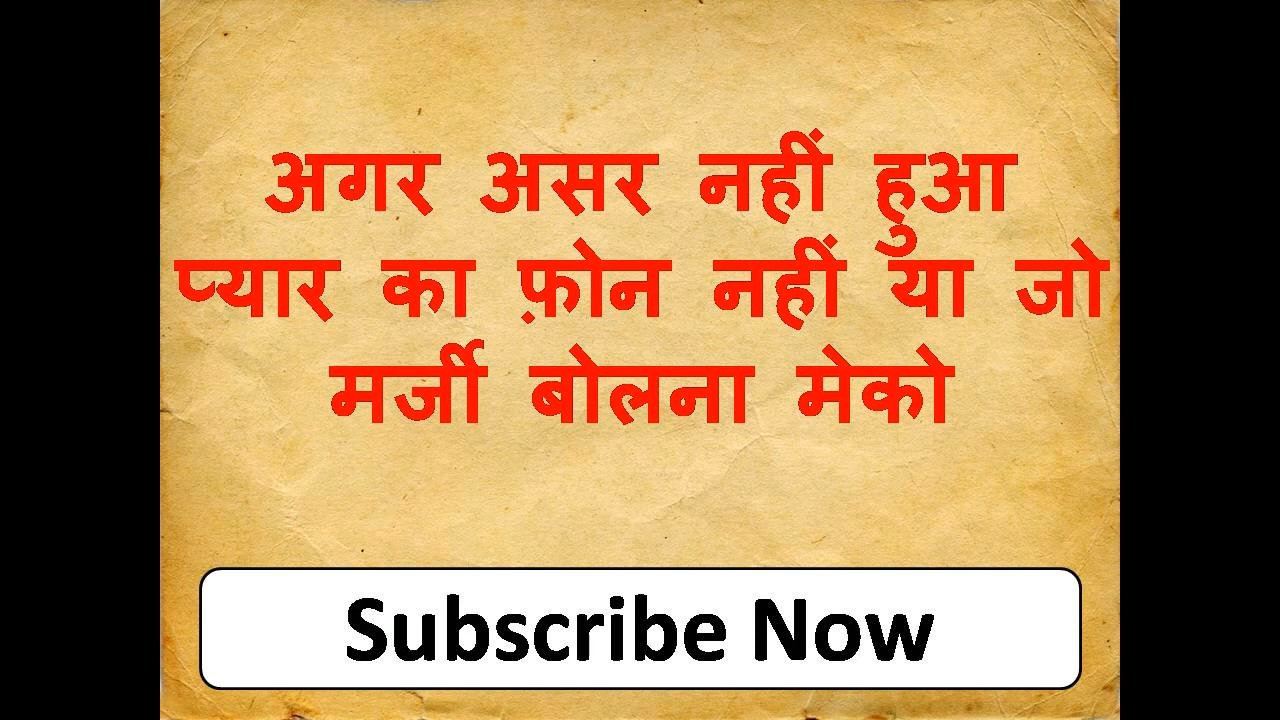 अगर असर नहीं हुआ
प्यार का फ़ोन नहीं या जो
मर्जी बोलना मेको
Subscribe Now